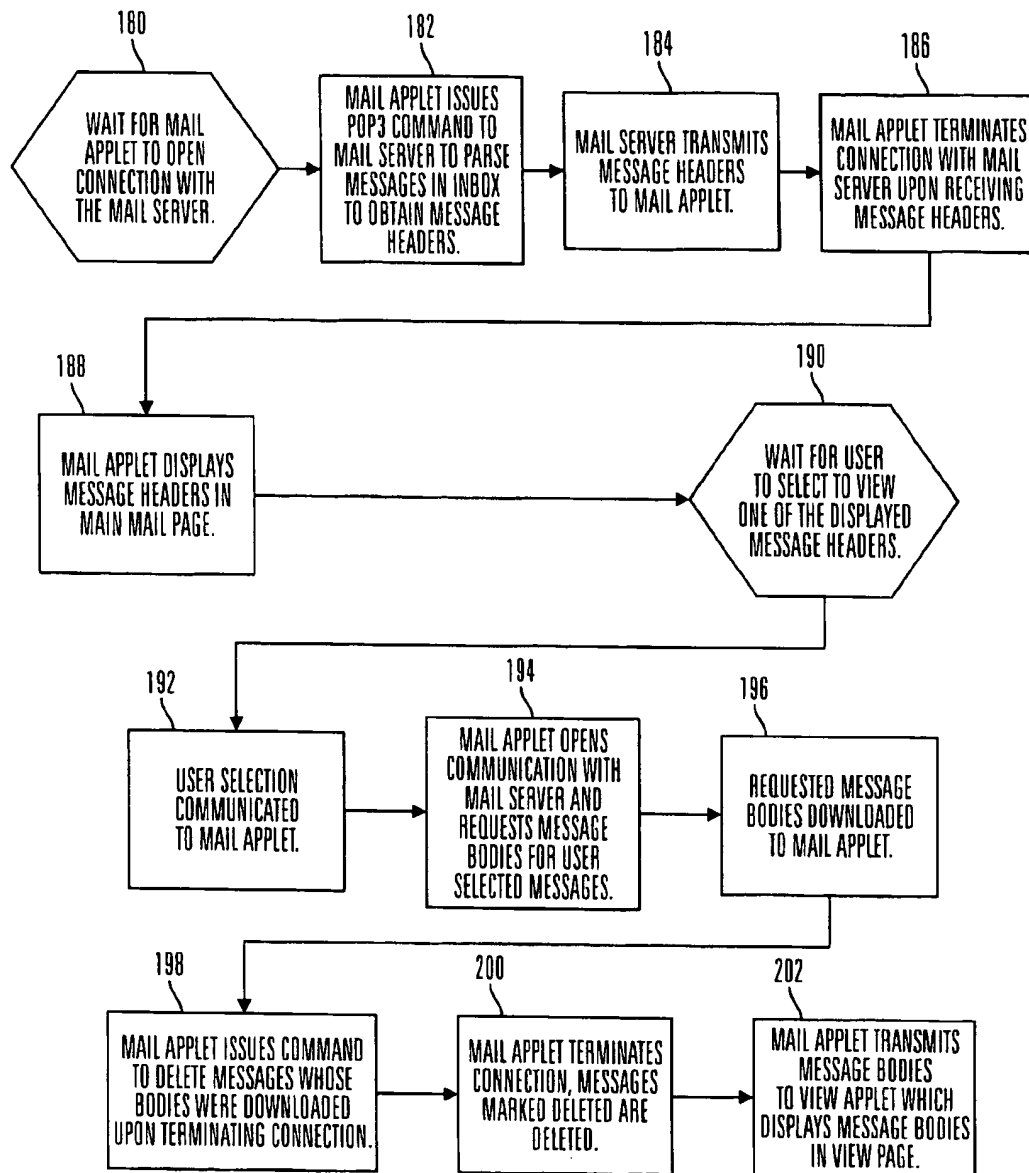 180
WAIT FOR MAIL
APPLET TO OPEN
CONNECTION WITH
THE MAIL SERVER.
182
MAIL APPLET ISSUES
POP3 COMMAND TO
MAIL SERVER TO PARSE
MESSAGES IN INBOX
TO OBTAIN MESSAGE
HEADERS.
184
MAIL SERVER TRANSMITS
MESSAGE HEADERS
TO MAIL APPLET.
186
MAIL APPLET TERMINATES
CONNECTION WITH MAIL
SERVER UPON RECEIVING
MESSAGE HEADERS.
188
MAIL APPLET DISPLAYS
MESSAGE HEADERS IN
MAIN MAIL PAGE.
190
WAIT FOR USER
TO SELECT TO VIEW
ONE OF THE DISPLAYED
MESSAGE HEADERS.
192
USER SELECTION
COMMUNICATED
TO MAIL APPLET.
194
MAIL APPLET OPENS
COMMUNICATION WITH
MAIL SERVER AND
REQUESTS MESSAGE
BODIES FOR USER
SELECTED MESSAGES.
196
REQUESTED MESSAGE
BODIES DOWNLOADED
TO MAIL APPLET.
198
MAIL APPLET ISSUES COMMAND
TO DELETE MESSAGES WHOSE
BODIES WERE DOWNLOADED
UPON TERMINATING CONNECTION.
200
MAIL APPLET TERMINATES
CONNECTION, MESSAGES
MARKED DELETED ARE
DELETED.
202
MAIL APPLET TRANSMITS
MESSAGE BODIES
TO VIEW APPLET WHICH
DISPLAYS MESSAGE BODIES
IN VIEW PAGE.